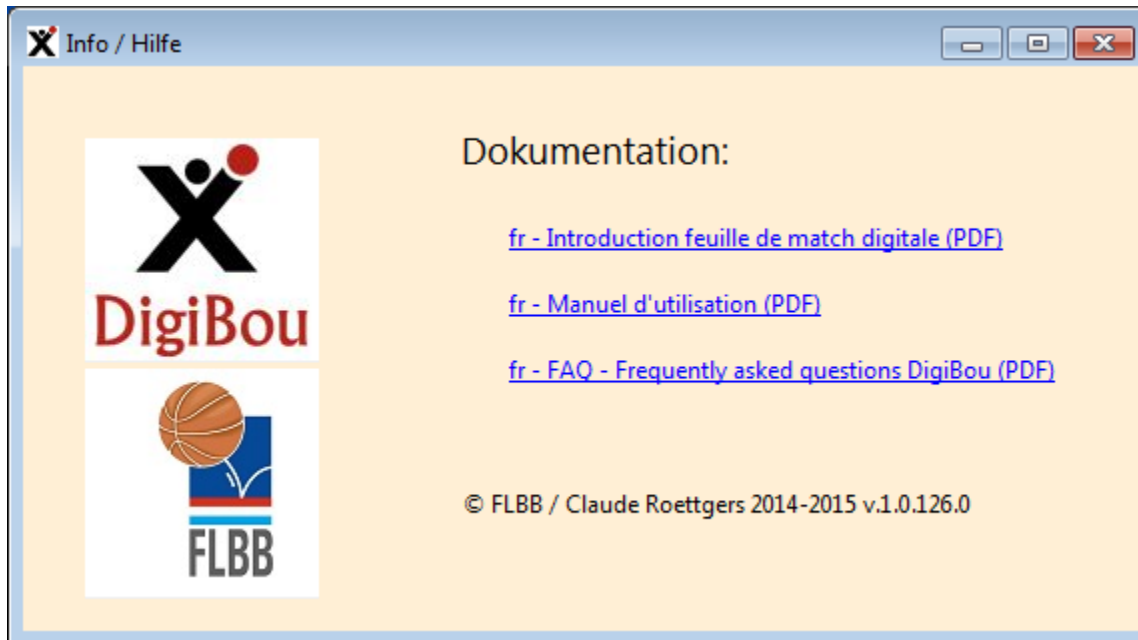 Info / Hilfe
DigiBou
FLBB
Dokumentation:
fr - Introduction feuille de match digitale (PDF)
fr - Manuel d'utilisation (PDF)
fr - FAQ - Frequently asked questions DigiBou (PDF)
© FLBB / Claude Roettgers 2014-2015 v.1.0.126.0